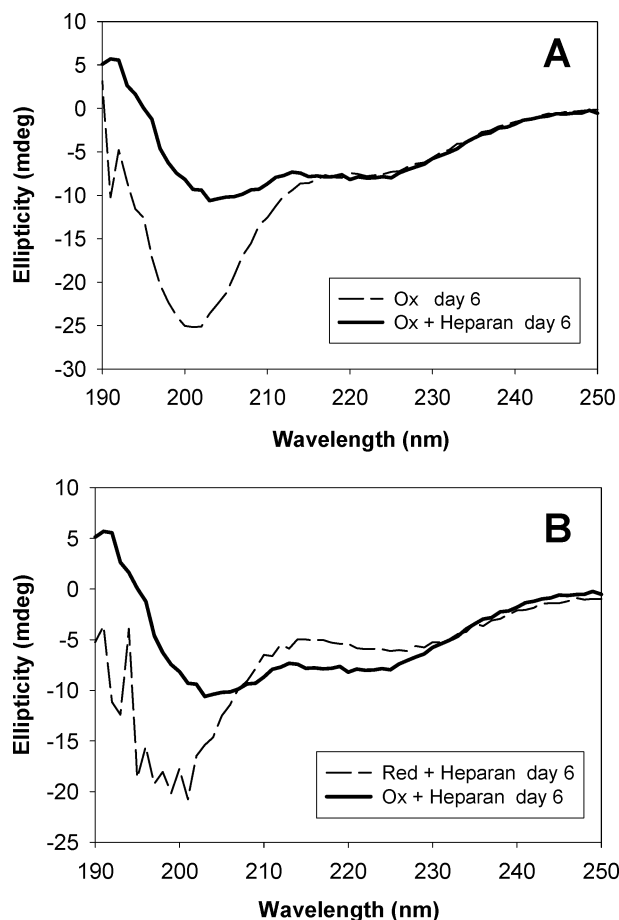 A
10
5
0
-5
-10
-15
-20
-25
-30
Ellipticity (mdeg)
Ox day 6
Ox + Heparan day 6
190 200 210 220 230 240 250
Wavelength (nm)
B
10
5
0
-5
-10
-15
-20
-25
Ellipticity (mdeg)
Red + Heparan day 6
Ox + Heparan day 6
190 200 210 220 230 240 250
Wavelength (nm)